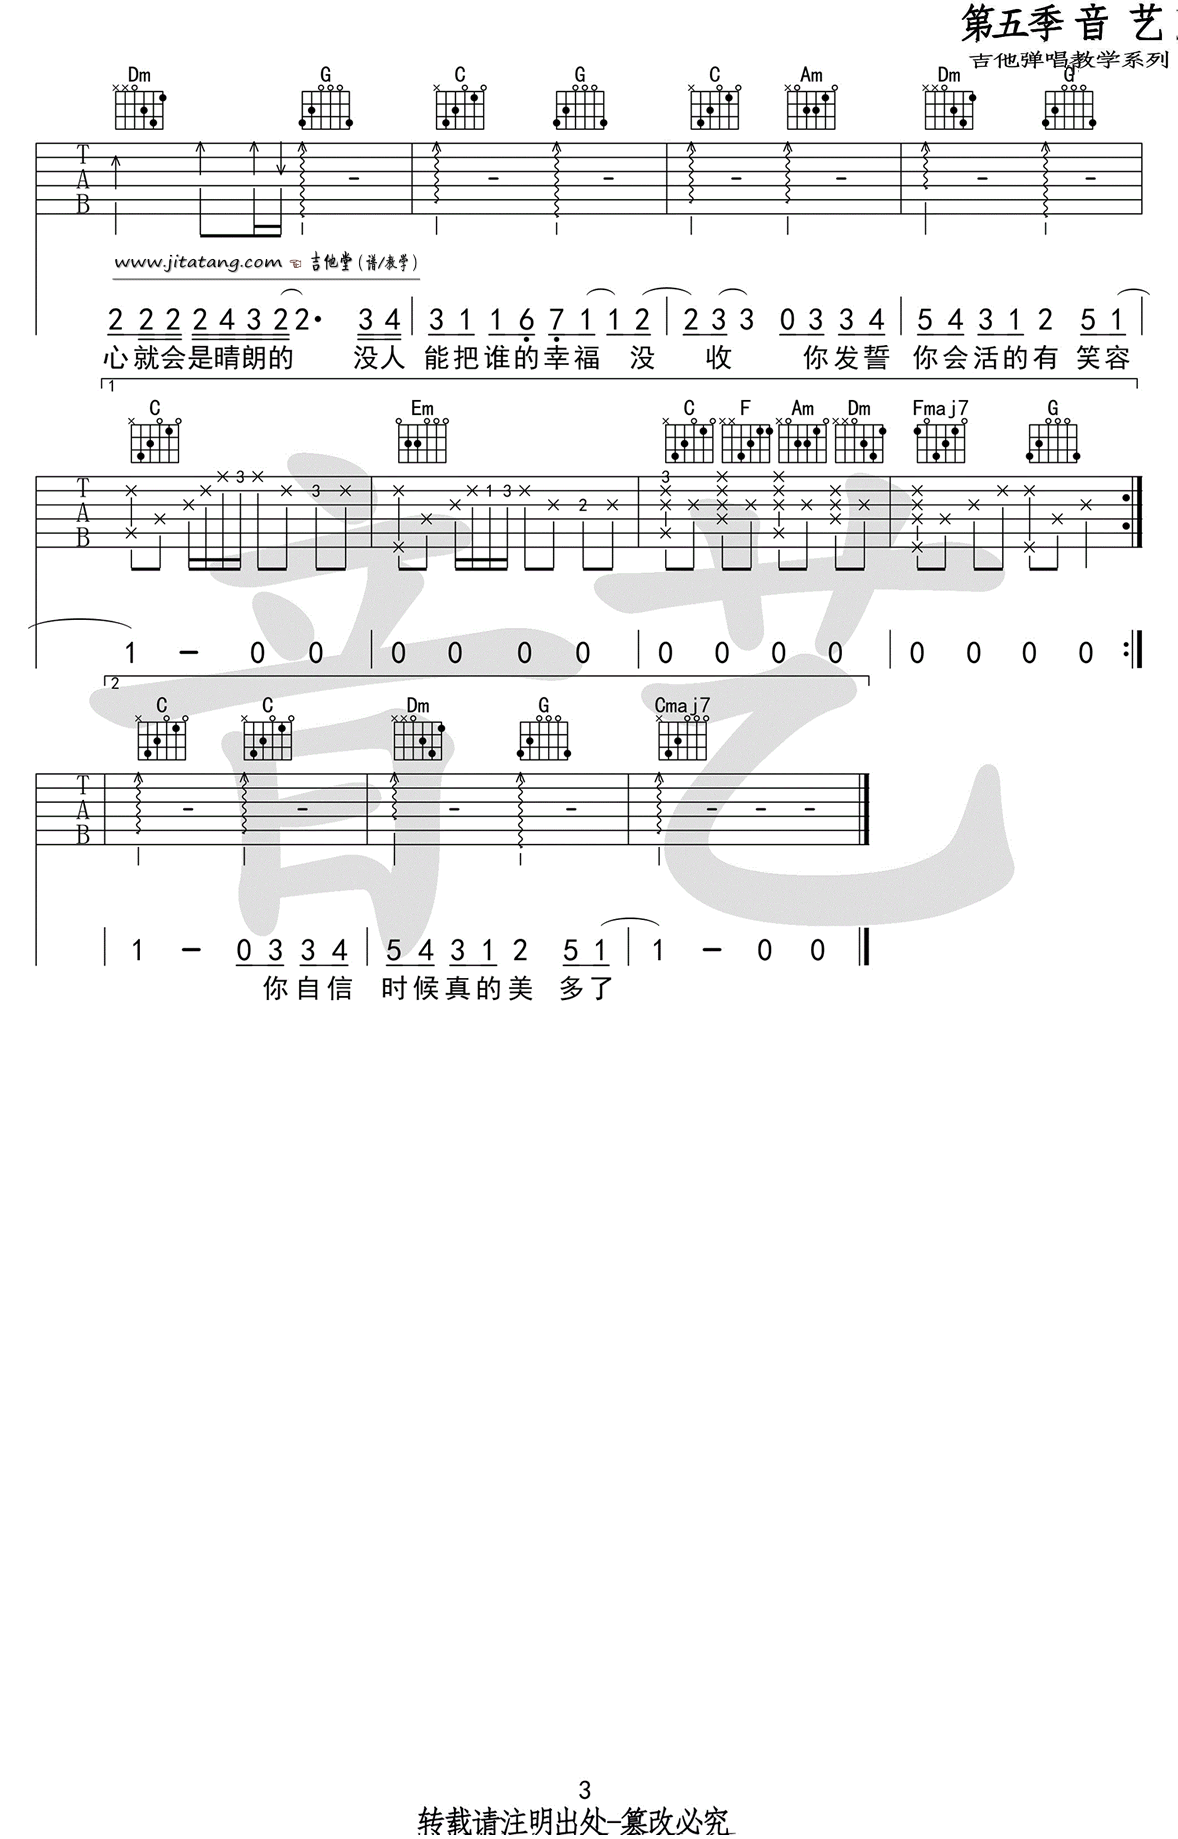 第五季音 艺
吉他弹唱教学系列
Dm G C G C Am Dm G
T
A
B
www.jitatang.com 吉他堂(谱/教学)
2 2 2 2 4 3 2 2· 3 4 3 1 1 6 7 1 1 2 2 3 3 0 3 3 4 5 4 3 1 2 5 1
心就会是晴朗的 没人 能把谁的幸福 没 收 你发誓 你会活的有 笑容
1
C Em C F Am Dm Fmaj7 G
T
A
B
3 3 1 3 2 3
1 - 0 0 0 0 0 0 0 0 0 0 0 0 0 0
2
C C Dm G Cmaj7
T
A
B
1 - 0 3 3 4 5 4 3 1 2 5 1 1 - 0 0
你自信 时候真的美 多了
音艺
3
转载请注明出处-篡改必究